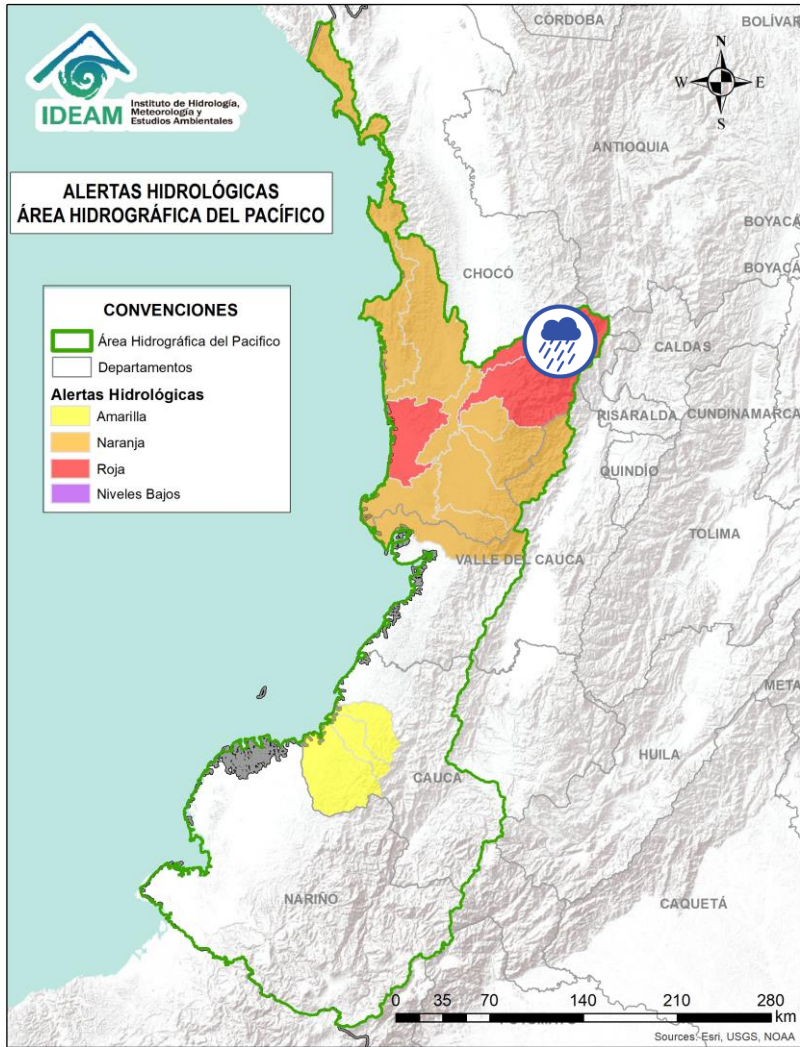 CÓRDOBA
BOLÍVAR
N
W
E
S
IDEAM
Instituto de Hidrología,
Meteorología y
Estudios Ambientales
ANTIOQUIA
ALERTAS HIDROLÓGICAS
ÁREA HIDROGRÁFICA DEL PACÍFICO
BOYACÁ
CHOCÓ
BOYACÁ
CONVENCIONES
Área Hidrográfica del Pacifico
Departamentos
Alertas Hidrológicas
Amarilla
Naranja
Roja
Niveles Bajos
CALDAS
RISARALDA
CUNDINAMARCA
QUINDÍO
TOLIMA
VALLE DEL CAUCA
META
HUILA
CAUCA
NARIÑO
CAQUETÁ
0 35 70 140 210 280
km
Sources: Esri, USGS, NOAA